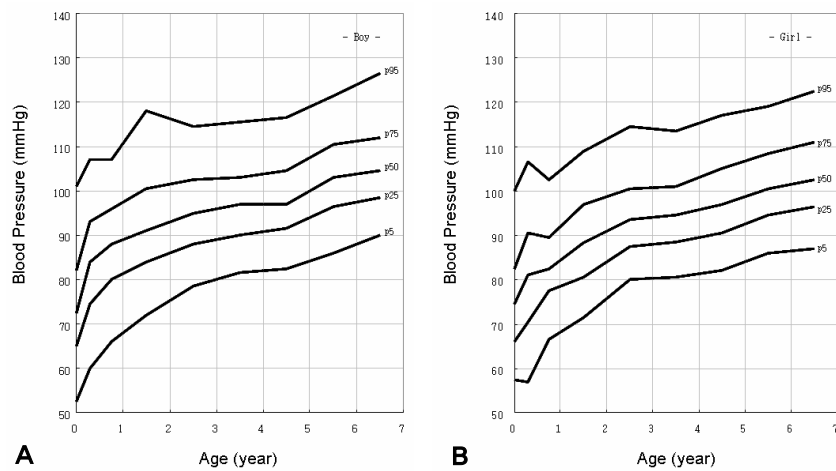 140
130
120
110
100
90
80
70
60
50
Blood Pressure (mmHg)
- Boy -
p95
p75
p50
p25
p5
0 1 2 3 4 5 6 7
Age (year)
A
140
130
120
110
100
90
80
70
60
50
Blood Pressure (mmHg)
- Girl -
p95
p75
p50
p25
p5
0 1 2 3 4 5 6 7
Age (year)
B